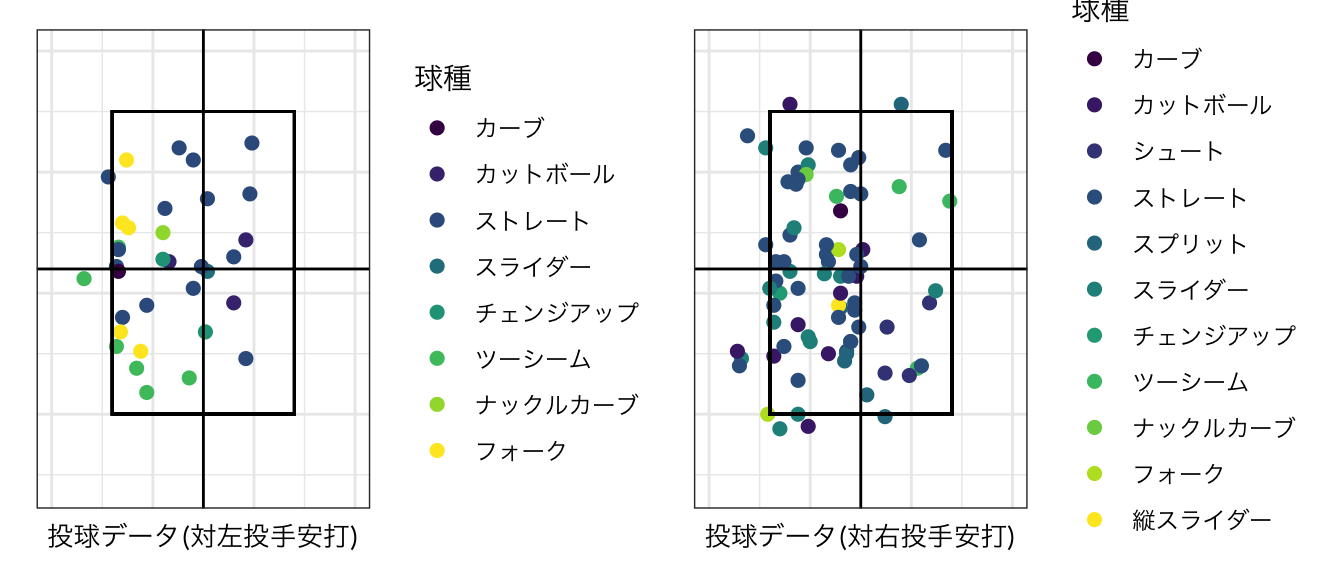 球種
カーブ
カットボール
ストレート
スライダー
チェンジアップ
ツーシーム
ナックルカーブ
フォーク
投球データ(対左投手安打)
球種
カーブ
カットボール
シュート
ストレート
スプリット
スライダー
チェンジアップ
ツーシーム
ナックルカーブ
フォーク
縦スライダー
投球データ(対右投手安打)